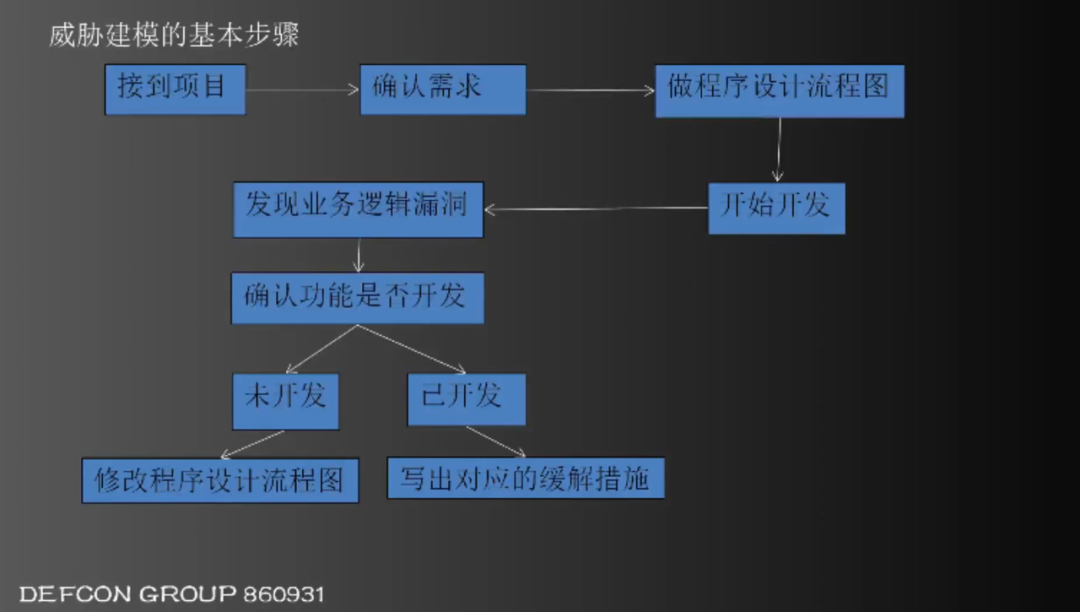 威胁建模的基本步骤
接到项目
确认需求
做程序设计流程图
发现业务逻辑漏洞
开始开发
确认功能是否开发
未开发
已开发
修改程序设计流程图
写出对应的缓解措施
DEFCON GROUP 860931